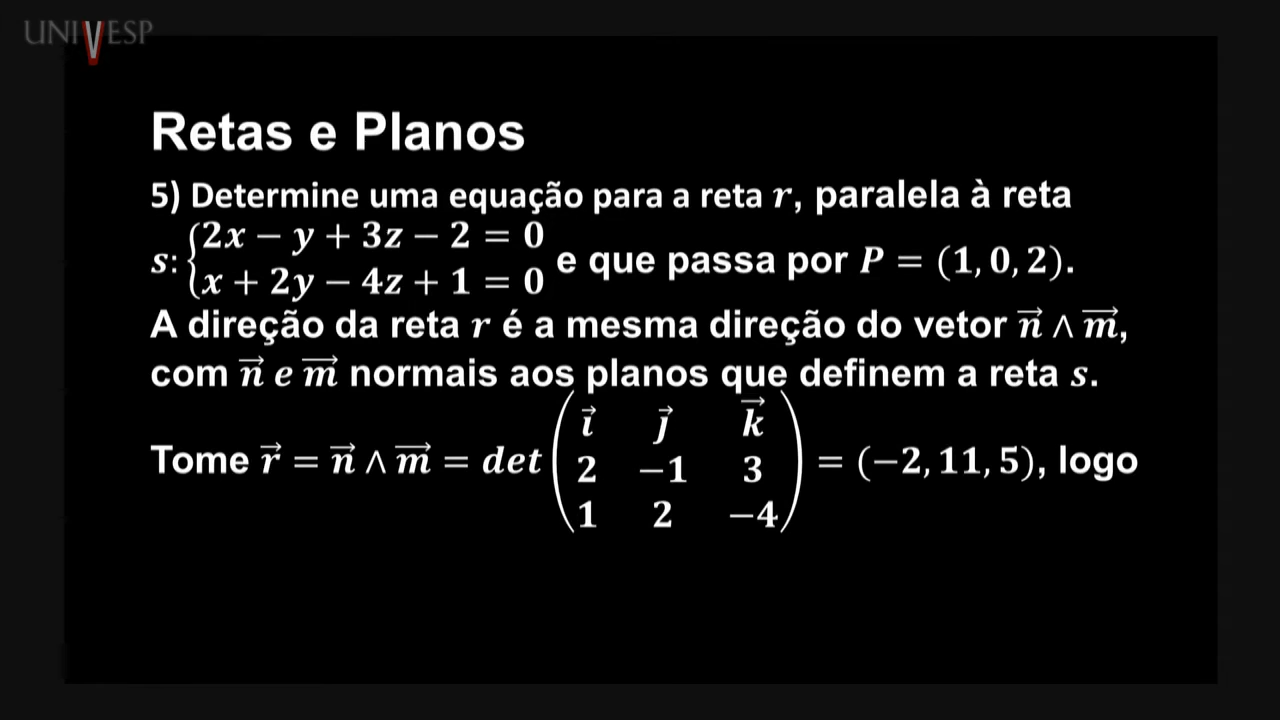 UNIVESP
Retas e Planos
5) Determine uma equação para a reta r, paralela à reta
s: {2x − y + 3z − 2 = 0
x + 2y − 4z + 1 = 0 e que passa por P = (1, 0, 2).
A direção da reta r é a mesma direção do vetor n⃗ ∧ m⃗,
com n⃗ e m⃗ normais aos planos que definem a reta s.
Tome r⃗ = n⃗ ∧ m⃗ = det ( i⃗ j⃗ k⃗
2 −1 3
1 2 −4 ) = (−2, 11, 5), logo